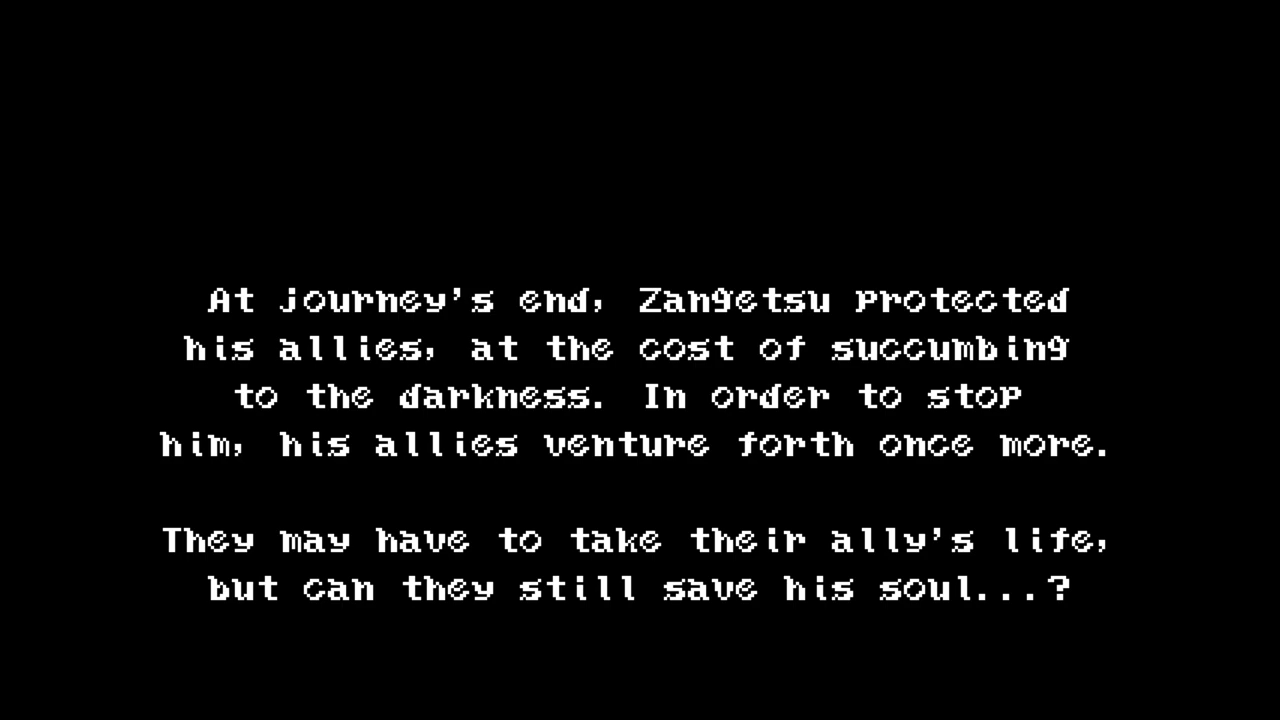 At journey's end, Zangetsu protected
his allies, at the cost of succumbing
to the darkness. In order to stop
him, his allies venture forth once more.
They may have to take their ally's life,
but can they still save his soul...?